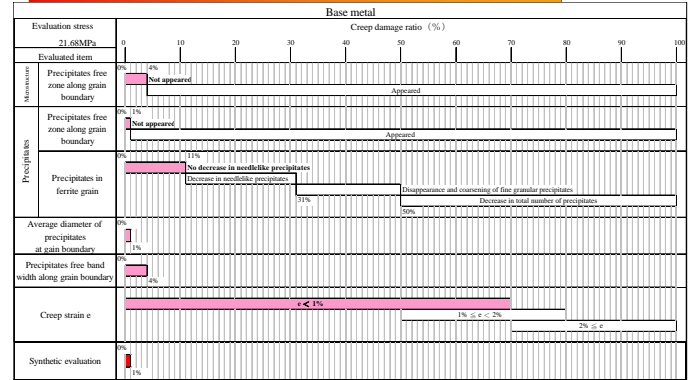 Base metal
Evaluation stress
Creep damage ratio （%）
21.68MPa
0 10 20 30 40 50 60 70 80 90 100
Evaluated item
Microstructure
Precipitates free
zone along grain
boundary
0% 4%
Not appeared
Appeared
Precipitates
Precipitates free
zone along grain
boundary
0% 1%
Not appeared
Appeared
Precipitates in
ferrite grain
0% 11%
No decrease in needlelike precipitates
Decrease in needlelike precipitates
31%
Disappearance and coarsening of fine granular precipitates
Decrease in total number of precipitates
50%
Average diameter of
precipitates
at gain boundary
0%
1%
Precipitates free band
width along grain boundary
0%
4%
Creep strain e
e < 1%
1% ≦ e < 2%
2% ≦ e
Synthetic evaluation
0%
1%